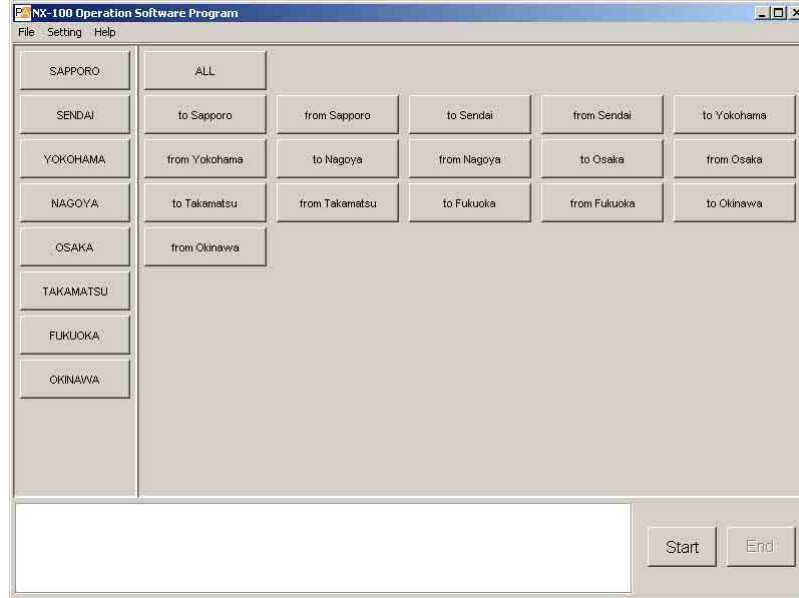 PA NX-100 Operation Software Program
File Setting Help
SAPPORO ALL
SENDAI to Sapporo from Sapporo to Sendai from Sendai to Yokohama
YOKOHAMA from Yokohama to Nagoya from Nagoya to Osaka from Osaka
NAGOYA to Takamatsu from Takamatsu to Fukuoka from Fukuoka to Okinawa
OSAKA from Okinawa
TAKAMATSU
FUKUOKA
OKINAWA
Start End